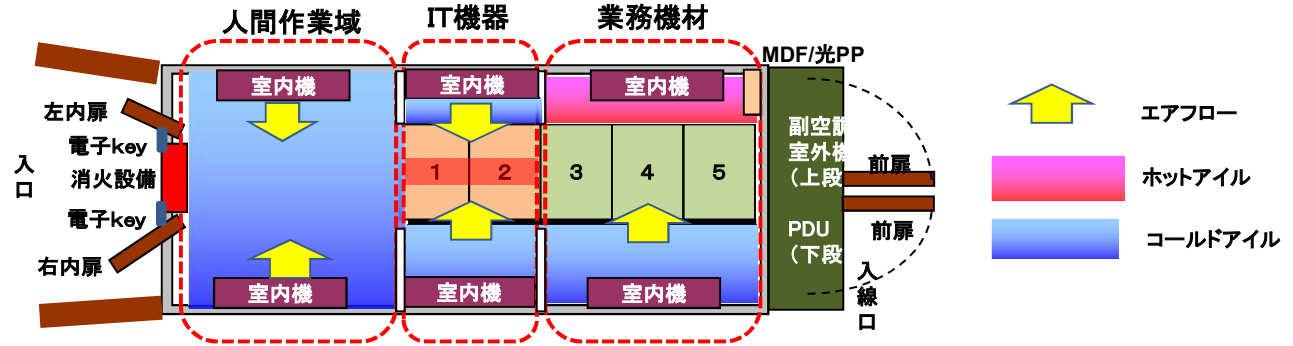 人間作業域
IT機器
業務機材
MDF/光PP
室内機
室内機
室内機
左内扉
電子key
入口
消火設備
電子key
右内扉
1
2
3
4
5
副空調
室外機
(上段
PDU
(下段
前扉
前扉
入線口
室内機
室内機
室内機
エアフロー
ホットアイル
コールドアイル